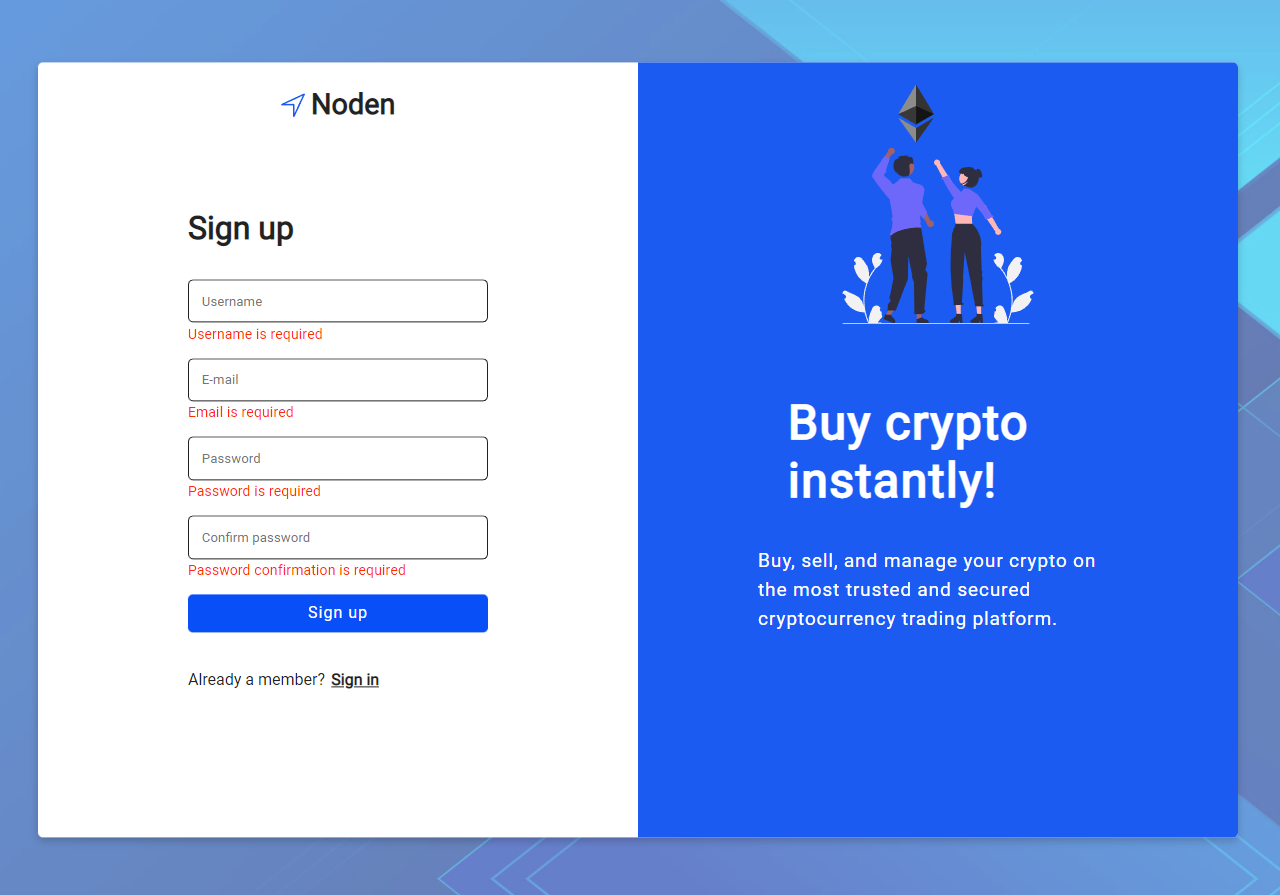 Noden
Sign up
Username
Username is required
E-mail
Email is required
Password
Password is required
Confirm password
Password confirmation is required
Sign up
Already a member? Sign in
Buy crypto
instantly!
Buy, sell, and manage your crypto on
the most trusted and secured
cryptocurrency trading platform.